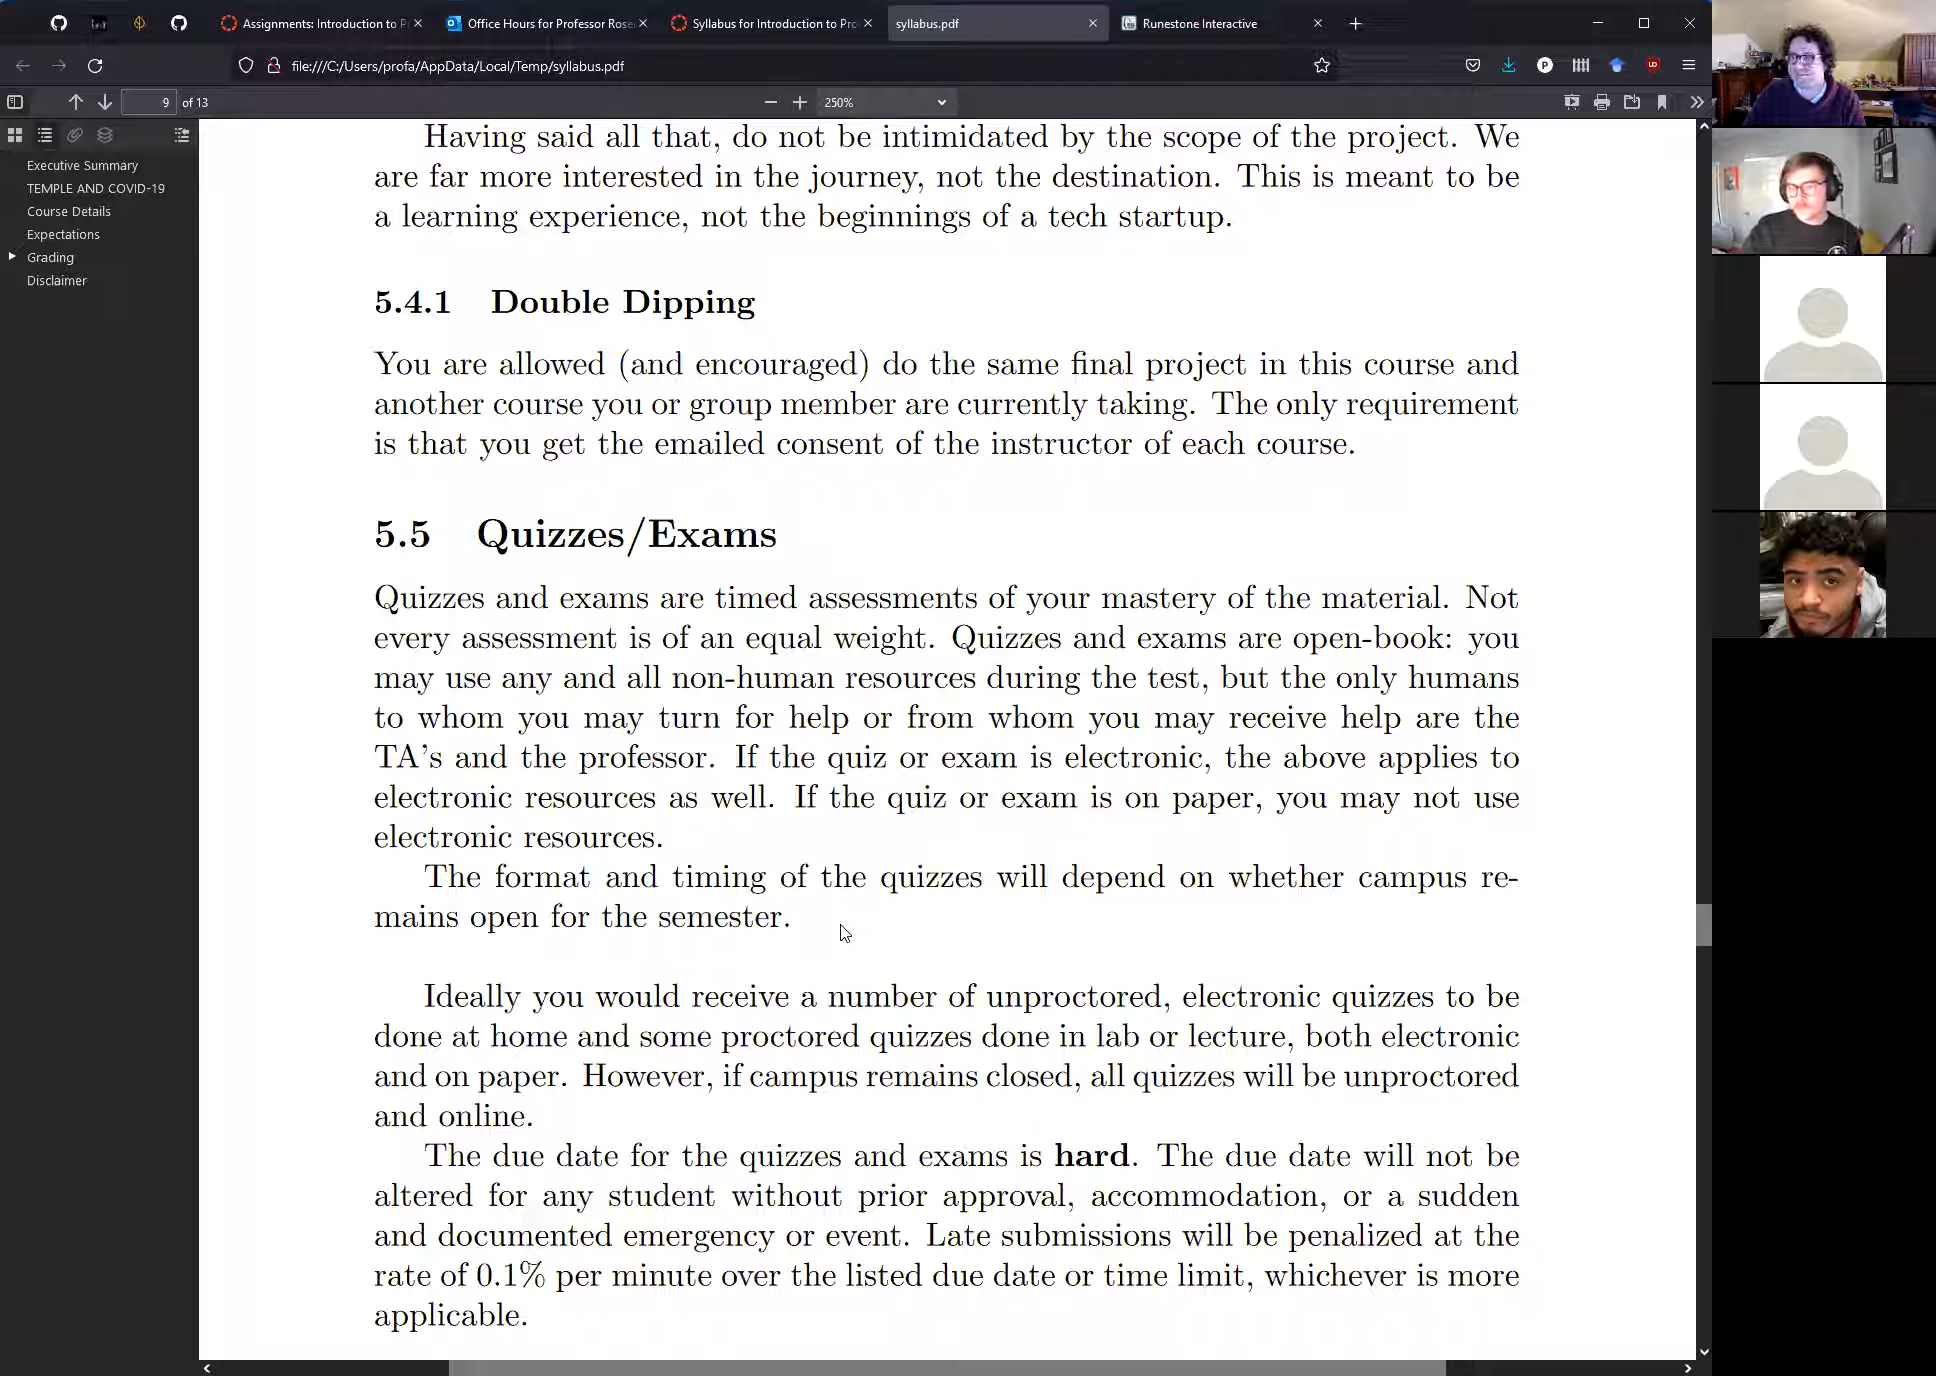 Assignments: Introduction to P
Office Hours for Professor Rose
Syllabus for Introduction to Pro
syllabus.pdf
Runestone Interactive
file:///C:/Users/profa/AppData/Local/Temp/syllabus.pdf
9 of 13
250%
Executive Summary
TEMPLE AND COVID-19
Course Details
Expectations
Grading
Disclaimer
Having said all that, do not be intimidated by the scope of the project. We
are far more interested in the journey, not the destination. This is meant to be
a learning experience, not the beginnings of a tech startup.
5.4.1 Double Dipping
You are allowed (and encouraged) do the same final project in this course and
another course you or group member are currently taking. The only requirement
is that you get the emailed consent of the instructor of each course.
5.5 Quizzes/Exams
Quizzes and exams are timed assessments of your mastery of the material. Not
every assessment is of an equal weight. Quizzes and exams are open-book: you
may use any and all non-human resources during the test, but the only humans
to whom you may turn for help or from whom you may receive help are the
TA's and the professor. If the quiz or exam is electronic, the above applies to
electronic resources as well. If the quiz or exam is on paper, you may not use
electronic resources.
The format and timing of the quizzes will depend on whether campus re-
mains open for the semester.
Ideally you would receive a number of unproctored, electronic quizzes to be
done at home and some proctored quizzes done in lab or lecture, both electronic
and on paper. However, if campus remains closed, all quizzes will be unproctored
and online.
The due date for the quizzes and exams is hard. The due date will not be
altered for any student without prior approval, accommodation, or a sudden
and documented emergency or event. Late submissions will be penalized at the
rate of 0.1% per minute over the listed due date or time limit, whichever is more
applicable.